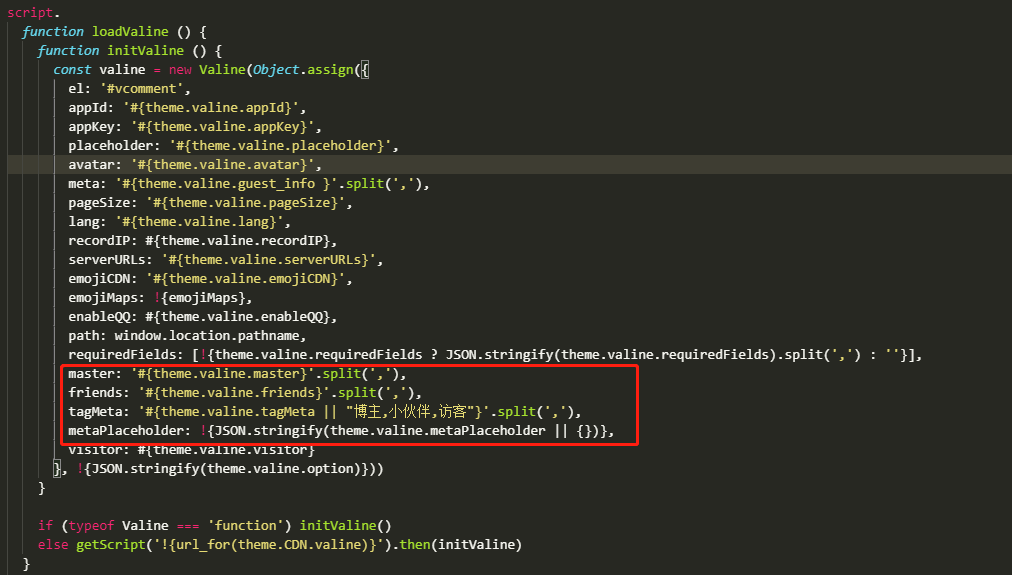 script.
function loadValine () {
function initValine () {
const valine = new Valine(Object.assign({
el: '#vcomment',
appId: '#{theme.valine.appId}',
appKey: '#{theme.valine.appKey}',
placeholder: '#{theme.valine.placeholder}',
avatar: '#{theme.valine.avatar}',
meta: '#{theme.valine.guest_info }'.split(','),
pageSize: '#{theme.valine.pageSize}',
lang: '#{theme.valine.lang}',
recordIP: #{theme.valine.recordIP},
serverURLs: '#{theme.valine.serverURLs}',
emojiCDN: '#{theme.valine.emojiCDN}',
emojiMaps: !{emojiMaps},
enableQQ: #{theme.valine.enableQQ},
path: window.location.pathname,
requiredFields: [!{theme.valine.requiredFields ? JSON.stringify(theme.valine.requiredFields).split(',') : ''}],
master: '#{theme.valine.master}'.split(','),
friends: '#{theme.valine.friends}'.split(','),
tagMeta: '#{theme.valine.tagMeta || "博主,小伙伴,访客"}'.split(','),
metaPlaceholder: !{JSON.stringify(theme.valine.metaPlaceholder || {})},
visitor: #{theme.valine.visitor}
}, !{JSON.stringify(theme.valine.option)}))
}
if (typeof Valine === 'function') initValine()
else getScript('!{url_for(theme.CDN.valine)}').then(initValine)
}